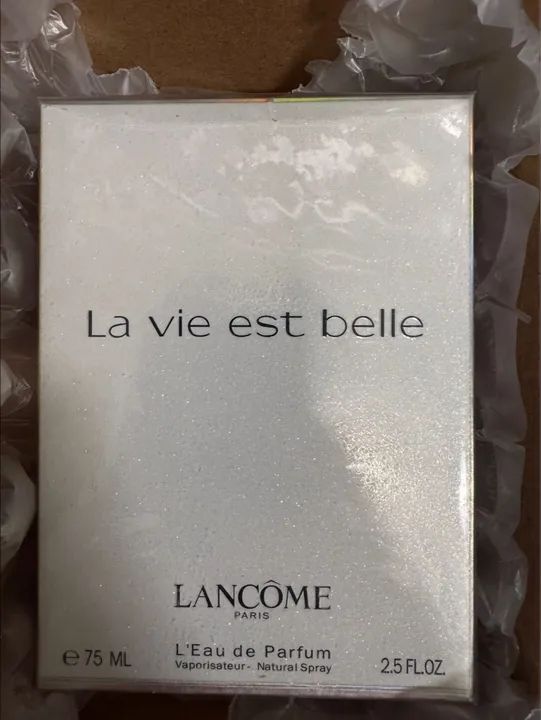 La vie est belle
LANCÔME
PARIS
℮ 75 ML L'Eau de Parfum 2.5 FL.OZ.
Vaporisateur - Natural Spray